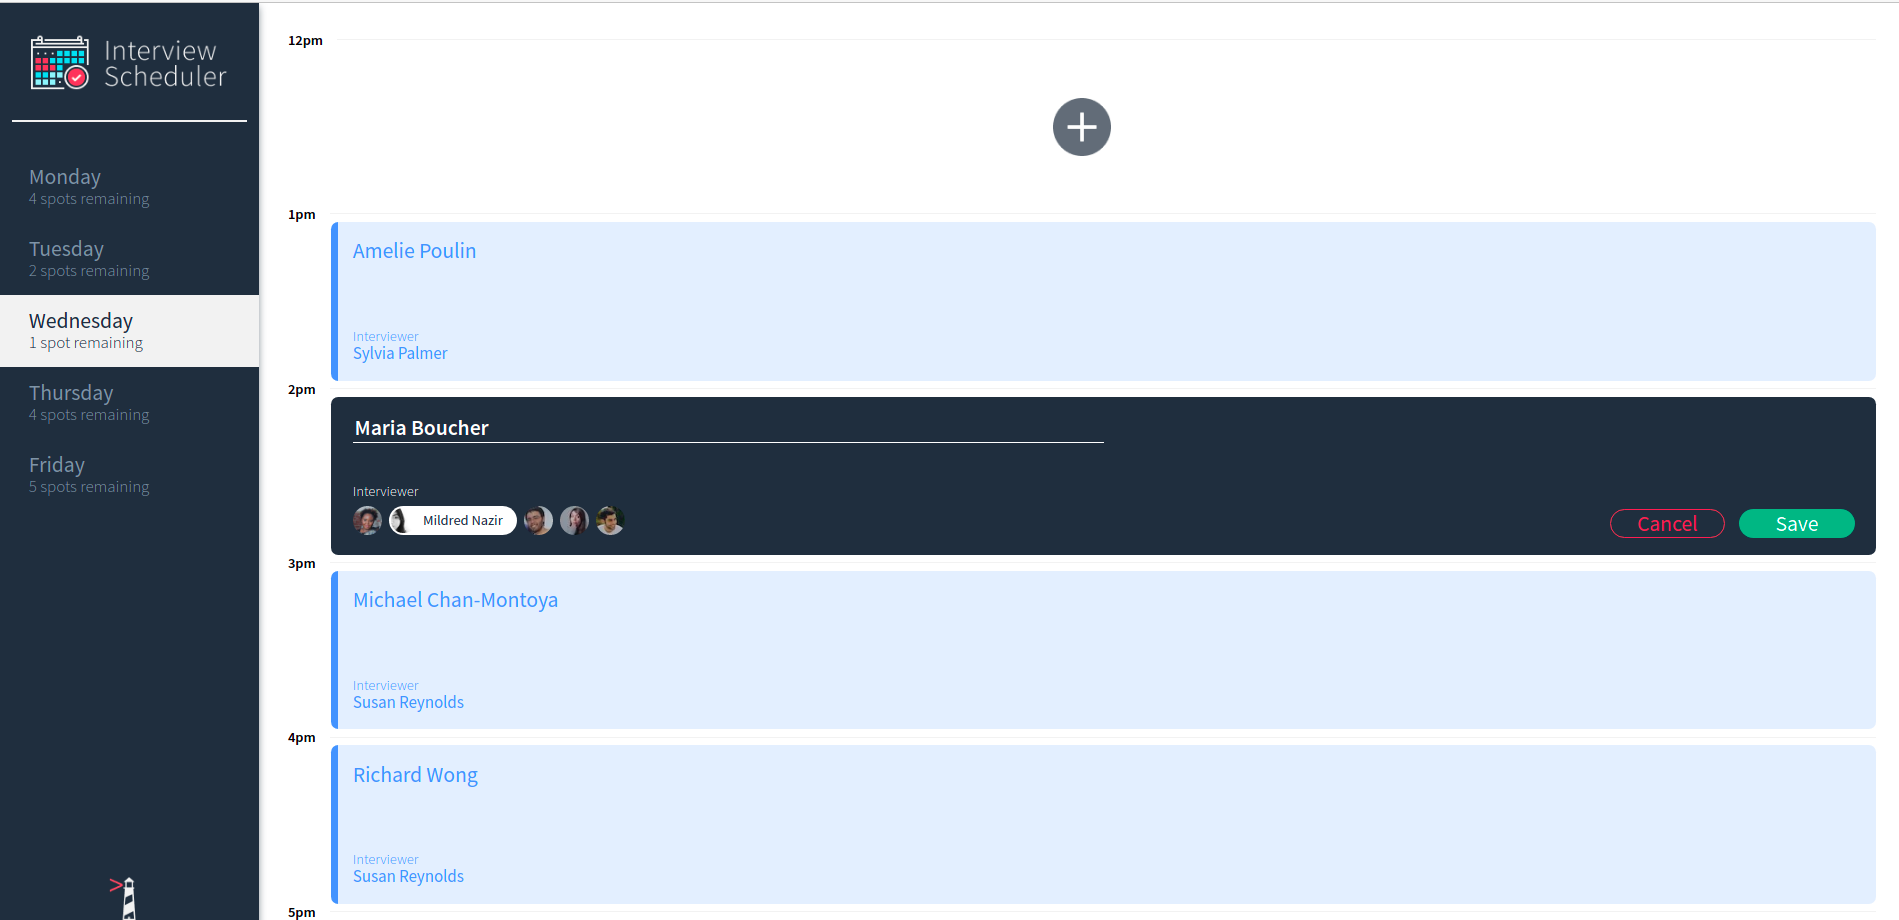 Interview
Scheduler
Monday
4 spots remaining
Tuesday
2 spots remaining
Wednesday
1 spot remaining
Thursday
4 spots remaining
Friday
5 spots remaining
12pm
1pm
Amelie Poulin
Interviewer
Sylvia Palmer
2pm
Maria Boucher
Interviewer
Mildred Nazir
Cancel
Save
3pm
Michael Chan-Montoya
Interviewer
Susan Reynolds
4pm
Richard Wong
Interviewer
Susan Reynolds
5pm